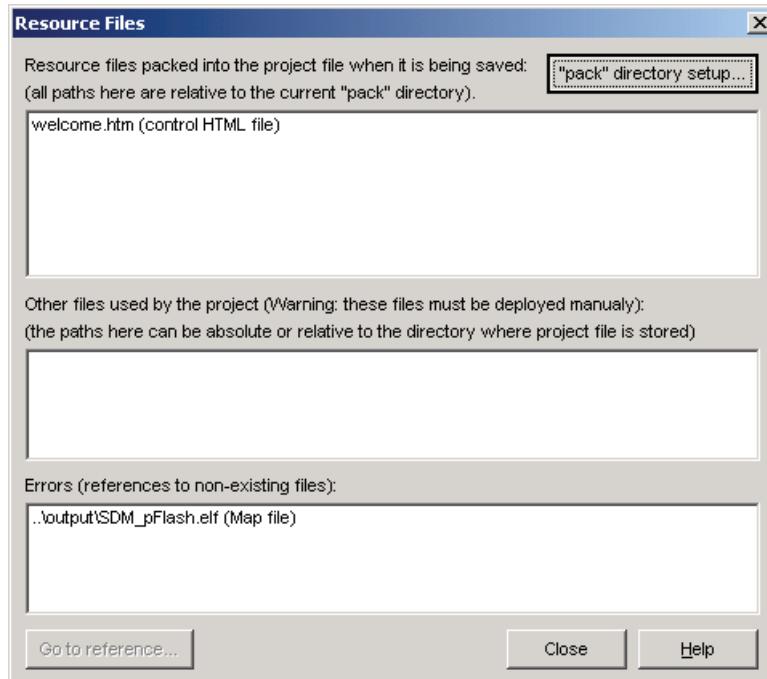 Resource Files
Resource files packed into the project file when it is being saved:
(all paths here are relative to the current "pack" directory).
"pack" directory setup...
welcome.htm (control HTML file)
Other files used by the project (Warning: these files must be deployed manualy):
(the paths here can be absolute or relative to the directory where project file is stored)
Errors (references to non-existing files):
..\output\SDM_pFlash.elf (Map file)
Go to reference...
Close
Help